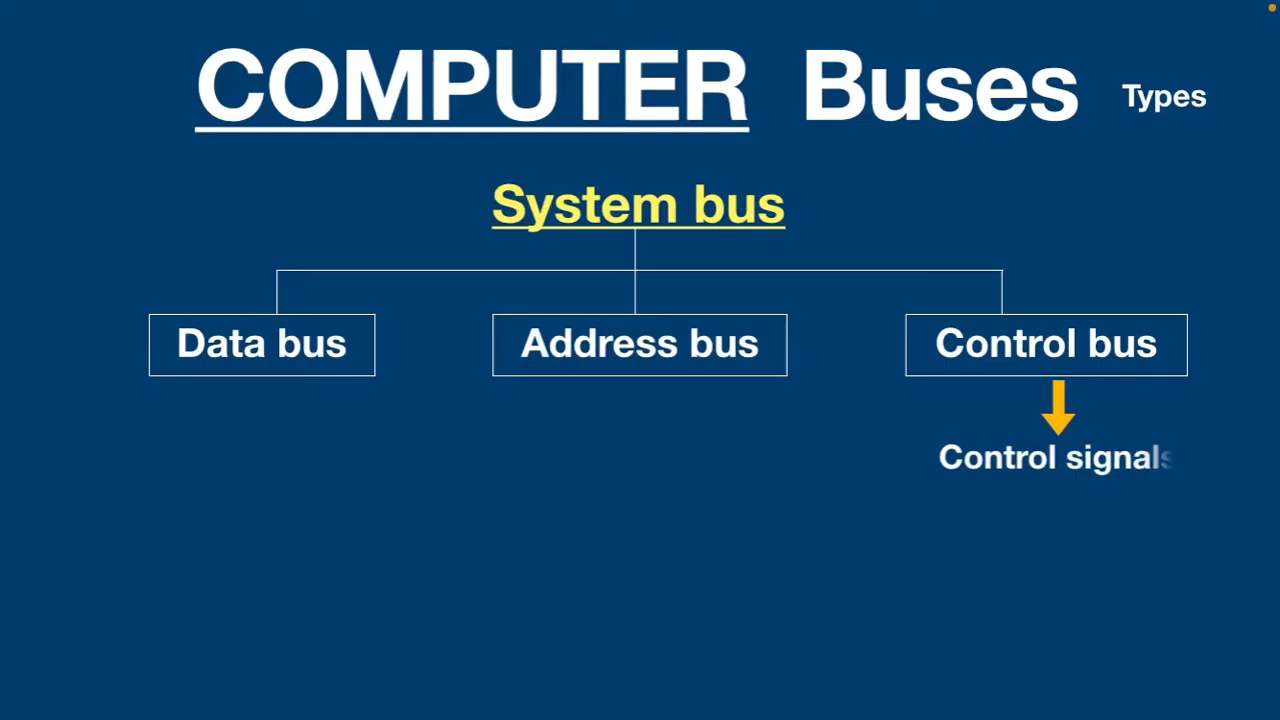 COMPUTER Buses Types
System bus
Data bus Address bus Control bus
Control signals